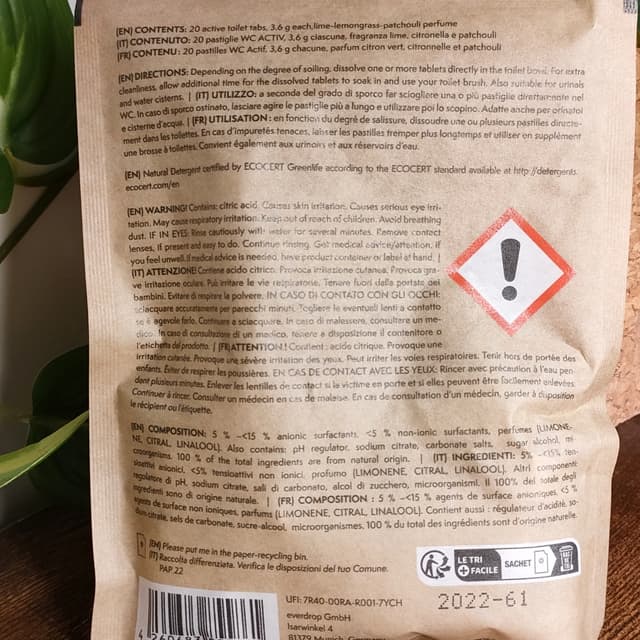 (EN) CONTENTS: 20 active toilet tabs, 3,6 g each,lime-lemongrass-patchouli perfume
(IT) CONTENUTO: 20 pastiglie WC ACTIV, 3,6 g ciascuna, fragranza lime, citronella e patchouli
(FR) CONTENU: 20 pastilles WC Actif, 3,6 g chacune, parfum citron vert, citronnelle et patchouli
(EN) DIRECTIONS: Depending on the degree of soiling, dissolve one or more tablets directly in the toilet bowl. For extra
cleanliness, allow additional time for the dissolved tablets to soak in and use your toilet brush. Also suitable for urinals
and water cisterns. | (IT) UTILIZZO: a seconda del grado di sporco far sciogliere una o più pastiglie direttamente nel
WC. In caso di sporco ostinato, lasciare agire le pastiglie più a lungo e utilizzare poi lo scopino. Adatte anche per orinatoi
e cisterne d'acqua. | (FR) UTILISATION : en fonction du degré de salissure, dissoudre une ou plusieurs pastilles directe-
ment dans les toilettes. En cas d'impuretés tenaces, laisser les pastilles tremper plus longtemps et utiliser en supplément
une brosse à toilettes. Convient également aux urinoirs et aux réservoirs d'eau.
(EN) Natural Detergent certified by ECOCERT Greenlife according to the ECOCERT standard available at http://detergents.
ecocert.com/en
(EN) WARNING! Contains: citric acid. Causes skin irritation. Causes serious eye irri-
tation. May cause respiratory irritation. Keep out of reach of children. Avoid breathing
dust. IF IN EYES: Rinse cautiously with water for several minutes. Remove contact
lenses, if present and easy to do. Continue rinsing. Get medical advice/attention, if
you feel unwell. If medical advice is needed, have product container or label at hand. |
(IT) ATTENZIONE! Contiene acido citrico. Provoca irritazione cutanea. Provoca gra-
ve irritazione oculare. Può irritare le vie respiratorie. Tenere fuori dalla portata dei
bambini. Evitare di respirare la polvere. IN CASO DI CONTATO CON GLI OCCHI:
sciacquare accuratamente per parecchi minuti. Togliere le eventuali lenti a contatto
se è agevole farlo. Continuare a sciacquare. In caso di malessere, consultare un me-
dico. In caso di consultazione di un medico, tenere a disposizione il contenitore o
l'etichetta del prodotto. | (FR) ATTENTION! Contient : acide citrique. Provoque une
irritation cutanée. Provoque une sévère irritation des yeux. Peut irriter les voies respiratoires. Tenir hors de portée des
enfants. Éviter de respirer les poussières. EN CAS DE CONTACT AVEC LES YEUX: Rincer avec précaution à l'eau pen-
dant plusieurs minutes. Enlever les lentilles de contact si la victime en porte et si elles peuvent être facilement enlevées.
Continuer à rincer. Consulter un médecin en cas de malaise. En cas de consultation d'un médecin, garder à disposition
le récipient ou l'étiquette.
(EN) COMPOSITION: 5 % -<15 % anionic surfactants, <5 % non-ionic surfactants, perfumes (LIMONE-
NE, CITRAL, LINALOOL). Also contains: pH regulator, sodium citrate, carbonate salts, sugar alcohol, mi-
croorganisms. 100 % of the total ingredients are from natural origin. | (IT) INGREDIENTI: 5% -<15% ten-
sioattivi anionici, <5% tensioattivi non ionici, profumo (LIMONENE, CITRAL, LINALOOL). Altri componenti:
regolatore di pH, sodium citrate, sali di carbonato, alcol di zucchero, microorganismi. Il 100% del totale degli
ingredienti sono di origine naturale. | (FR) COMPOSITION : 5 % -<15 % agents de surface anioniques, <5 %
agents de surface non ioniques, parfums (LIMONENE, CITRAL, LINALOOL). Contient aussi : régulateur d'acidité, so-
dium citrate, sels de carbonate, sucre-alcool, microorganismes. 100 % du total des ingrédients sont d'origine naturelle.
(EN) Please put me in the paper-recycling bin.
(IT) Raccolta differenziata. Verifica le disposizioni del tuo Comune.
PAP 22
LE TRI
+ FACILE
SACHET
BAC DE TRI
UFI: 7R40-00RA-R001-7YCH
2022-61
everdrop GmbH
Isarwinkel 4
81379 Munich